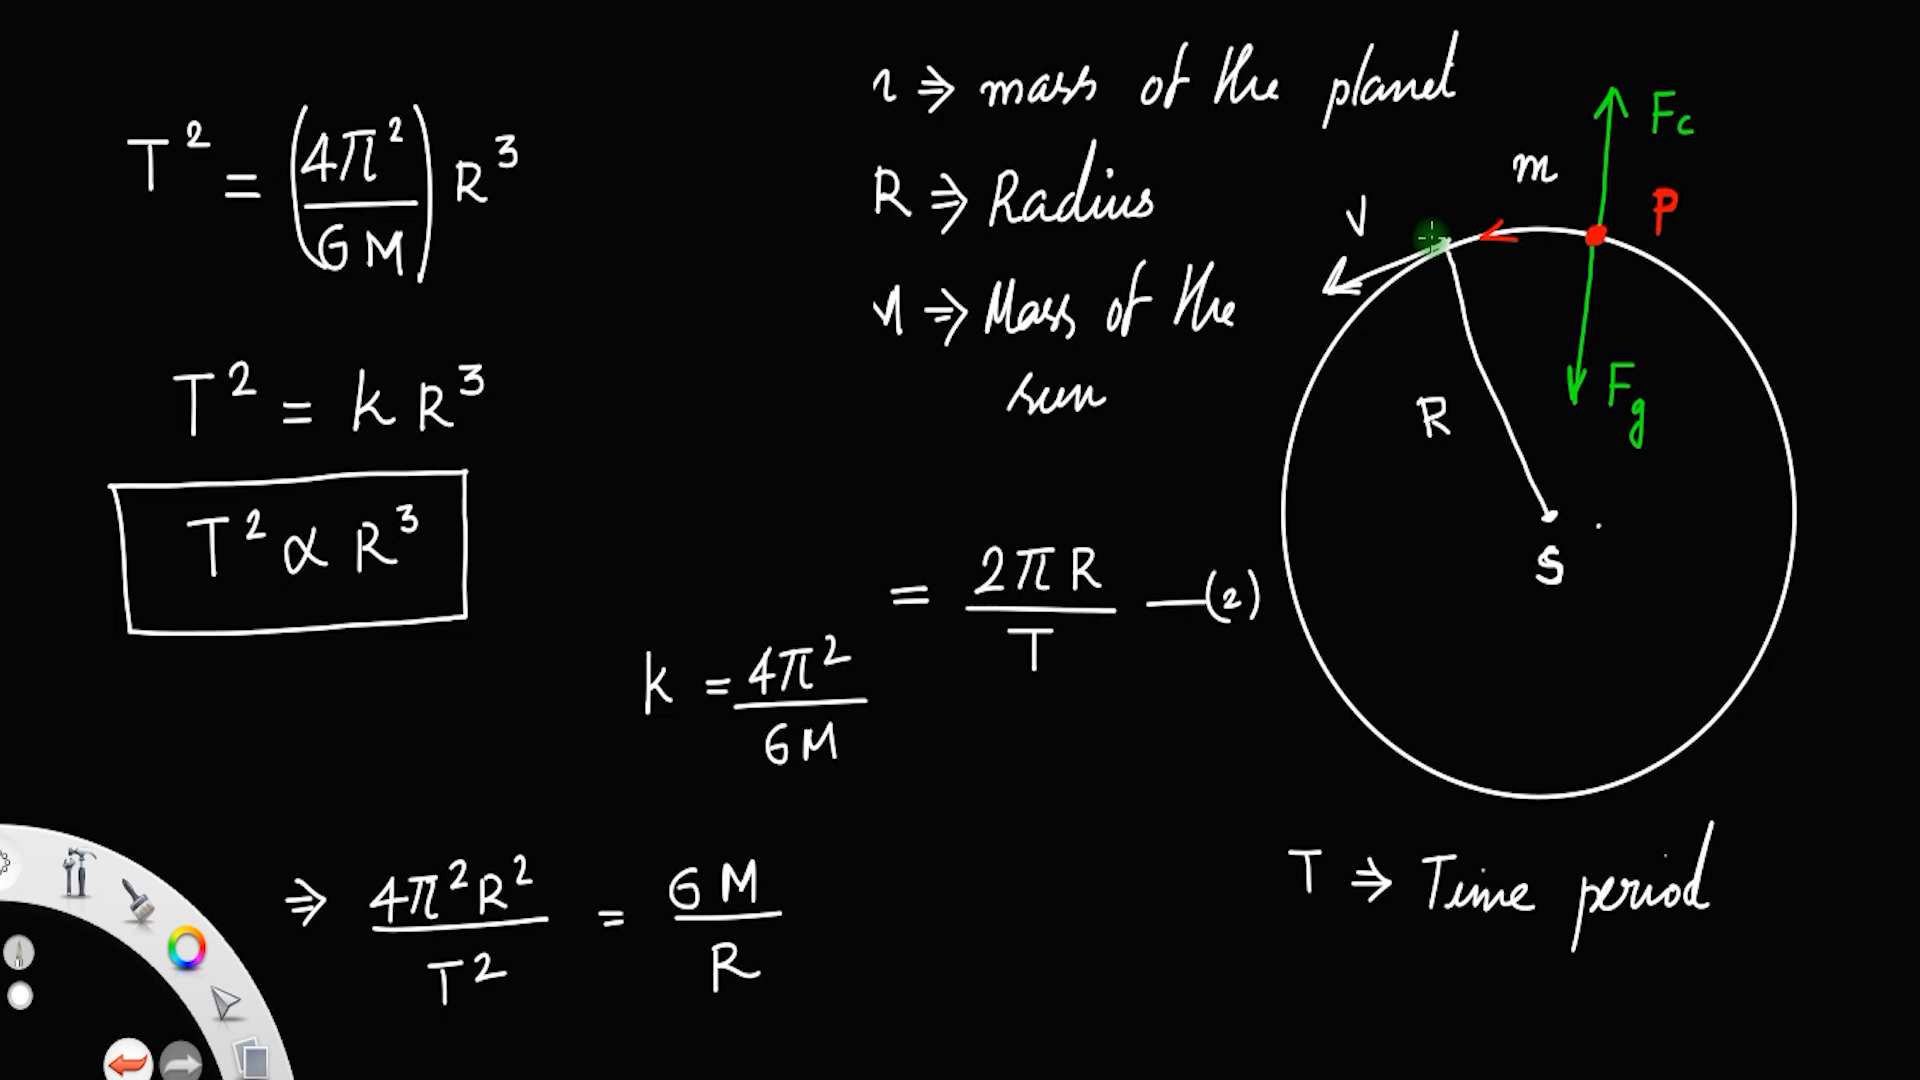 T² = (4π²/GM) R³
T² = k R³
T² ∝ R³
k = 4π²/GM
⇒ 4π²R²/T² = GM/R
⇒ mass of the planet
R ⇒ Radius
⇒ Mass of the
sun
= 2πR/T —(2)
Fc
m
P
V
Fg
R
S
T ⇒ Time period